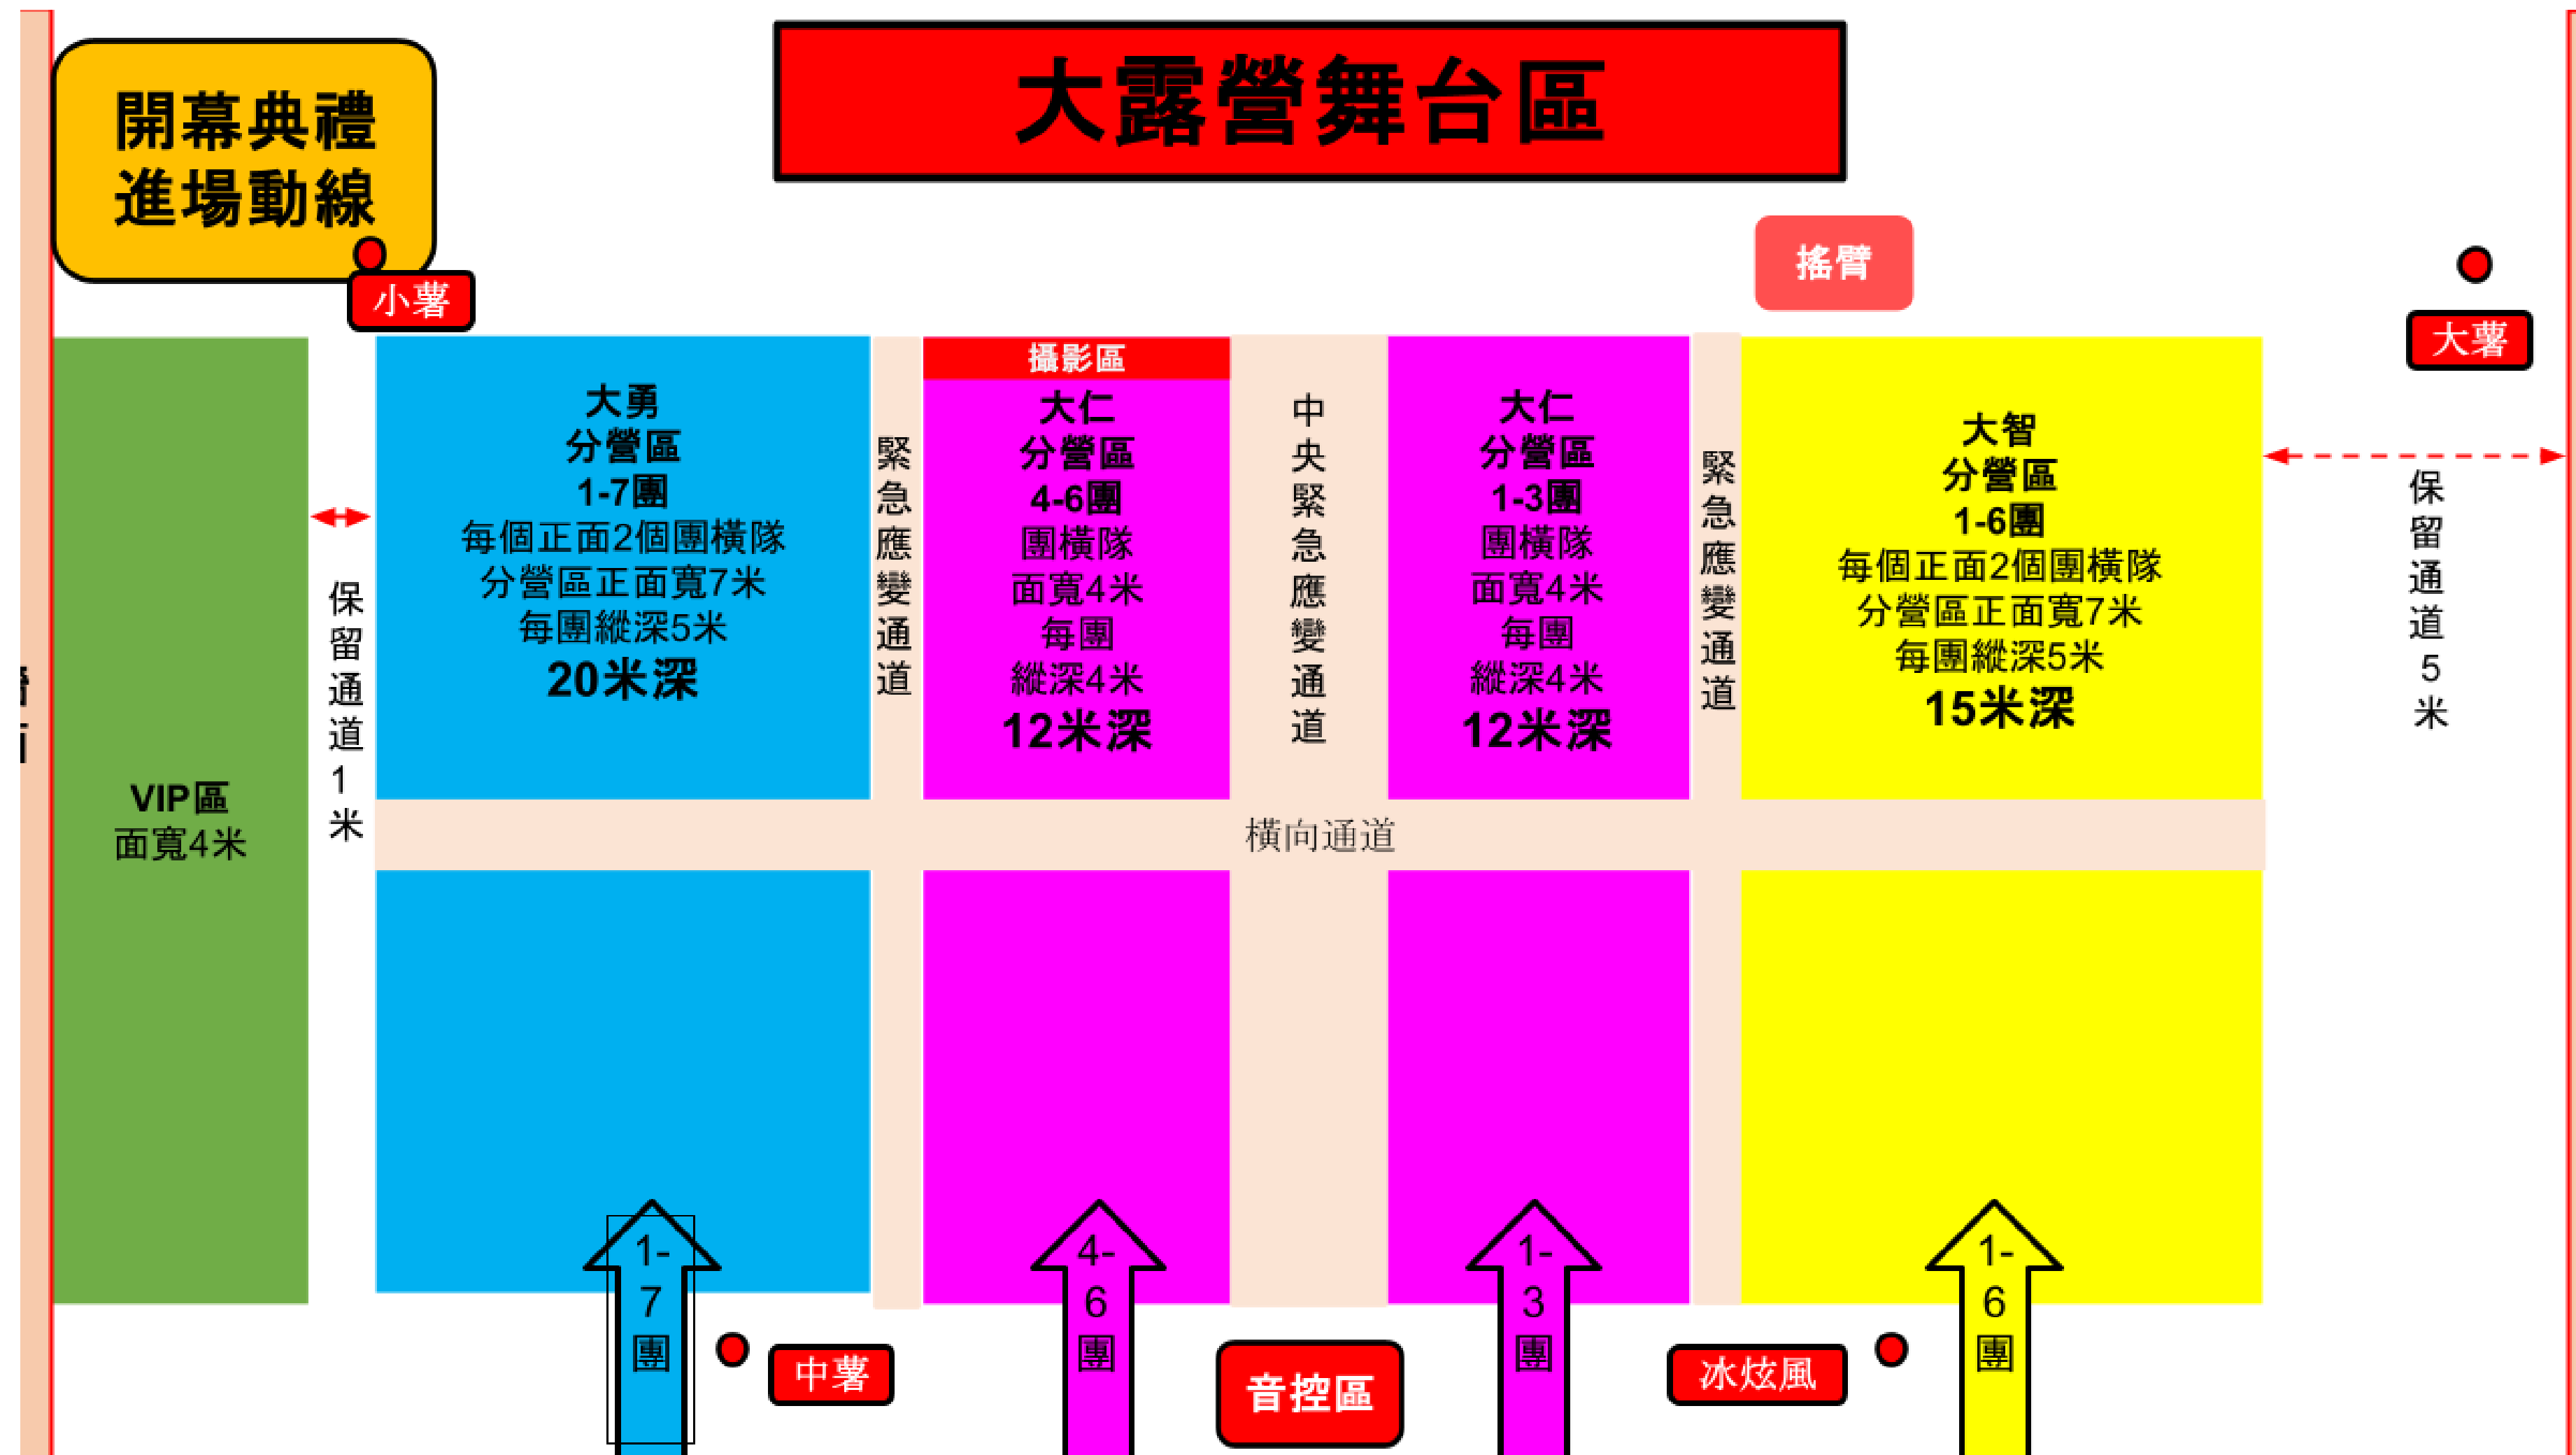 開幕典禮
進場動線
大露營舞台區
搖臂
小薯
大薯
大勇
分營區
1-7團
每個正面2個團橫隊
分營區正面寬7米
每團縱深5米
20米深
緊急應變通道
攝影區
大仁
分營區
4-6團
團橫隊
面寬4米
每團
縱深4米
12米深
中央緊急應變通道
大仁
分營區
1-3團
團橫隊
面寬4米
每團
縱深4米
12米深
緊急應變通道
大智
分營區
1-6團
每個正面2個團橫隊
分營區正面寬7米
每團縱深5米
15米深
保留通道5米
保留通道1米
VIP區
面寬4米
橫向通道
1-
7
團
4-
6
團
1-
3
團
1-
6
團
中薯
音控區
冰炫風